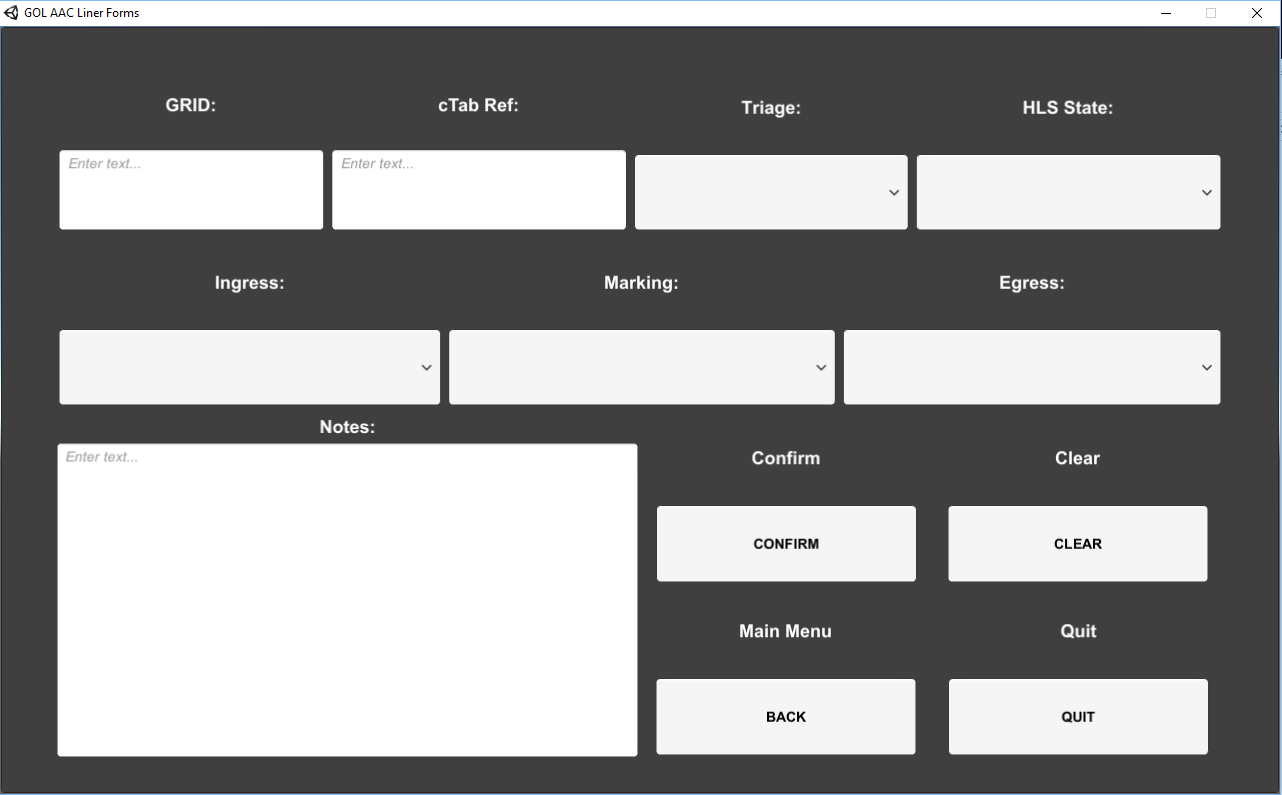 GOL AAC Liner Forms
GRID: cTab Ref: Triage: HLS State:
Enter text... Enter text...
Ingress: Marking: Egress:
Notes:
Enter text...
Confirm Clear
CONFIRM CLEAR
Main Menu Quit
BACK QUIT